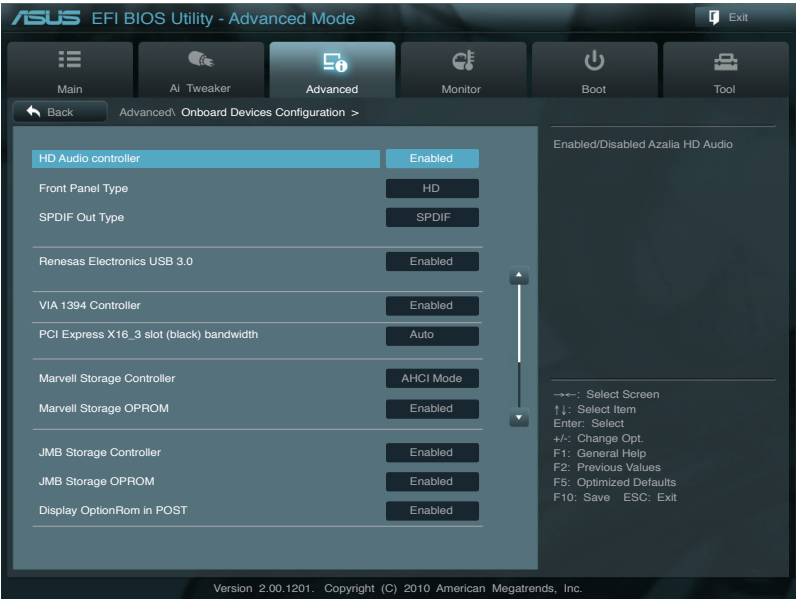 ASUS EFI BIOS Utility - Advanced Mode
Exit
Main
Ai Tweaker
Advanced
Monitor
Boot
Tool
Back
Advanced\ Onboard Devices Configuration >
HD Audio controller Enabled
Front Panel Type HD
SPDIF Out Type SPDIF
Renesas Electronics USB 3.0 Enabled
VIA 1394 Controller Enabled
PCI Express X16_3 slot (black) bandwidth Auto
Marvell Storage Controller AHCI Mode
Marvell Storage OPROM Enabled
JMB Storage Controller Enabled
JMB Storage OPROM Enabled
Display OptionRom in POST Enabled
Enabled/Disabled Azalia HD Audio
→←: Select Screen
↑↓: Select Item
Enter: Select
+/-: Change Opt.
F1: General Help
F2: Previous Values
F5: Optimized Defaults
F10: Save ESC: Exit
Version 2.00.1201. Copyright (C) 2010 American Megatrends, Inc.